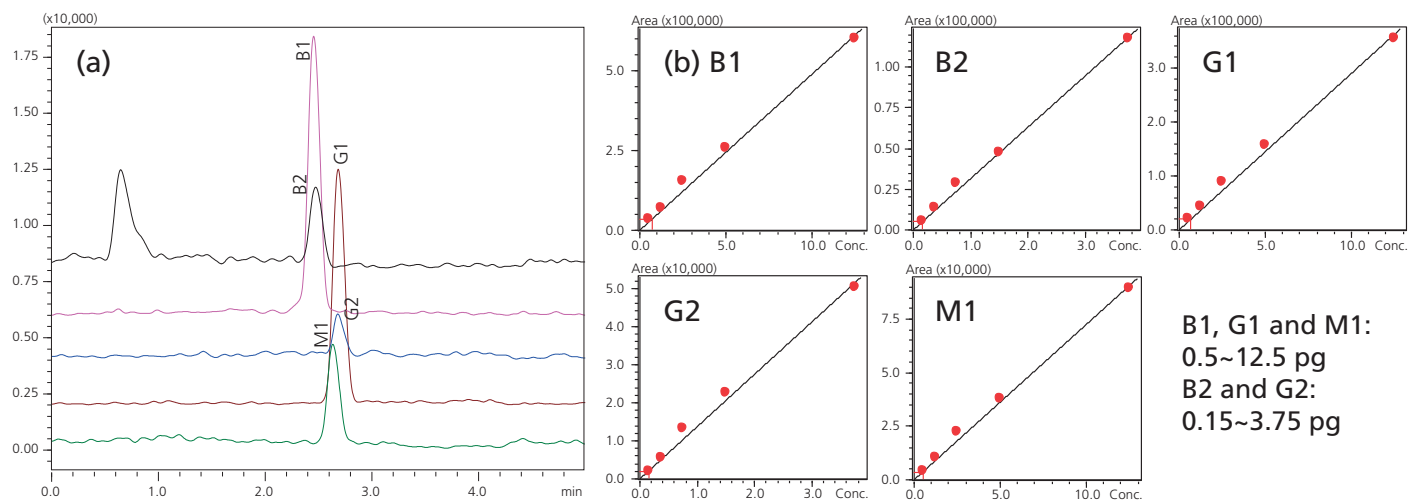 (x10,000)
(a)
1.75
1.50
1.25
1.00
0.75
0.50
0.25
0.00
B1
B2
G1
G2
M1
0.0 1.0 2.0 3.0 4.0 min
Area (x100,000)
(b) B1
5.0
2.5
0.0
0.0 5.0 10.0 Conc.
Area (x100,000)
B2
1.00
0.75
0.50
0.25
0.00
0.0 1.0 2.0 3.0 Conc.
Area (x100,000)
G1
3.0
2.0
1.0
0.0
0.0 5.0 10.0 Conc.
Area (x10,000)
G2
5.0
4.0
3.0
2.0
1.0
0.0
0.0 1.0 2.0 3.0 Conc.
Area (x10,000)
M1
7.5
5.0
2.5
0.0
0.0 5.0 10.0 Conc.
B1, G1 and M1:
0.5~12.5 pg
B2 and G2:
0.15~3.75 pg